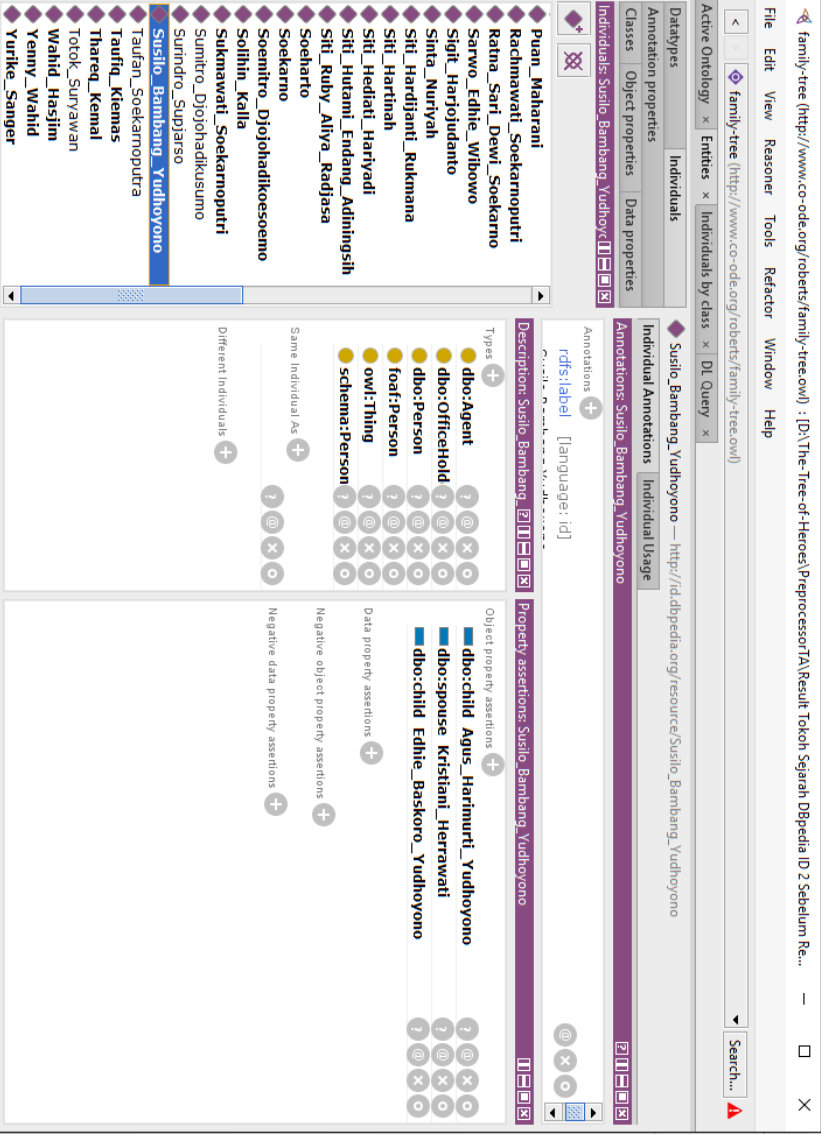 family-tree (http://www.co-ode.org/roberts/family-tree.owl) : [D:\The-Tree-of-Heroes\PreprocessorTA\Result Tokoh Sejarah DBpedia ID 2 Sebelum Re...
File Edit View Reasoner Tools Refactor Window Help
< > family-tree (http://www.co-ode.org/roberts/family-tree.owl) Search...
Active Ontology × Entities × Individuals by class × DL Query ×
Datatypes Individuals
Annotation properties
Classes Object properties Data properties
Individuals: Susilo_Bambang_Yudhoyo
Puan_Maharani
Rachmawati_Soekarnoputri
Ratna_Sari_Dewi_Soekarno
Sarwo_Edhie_Wibowo
Sigit_Harjojudanto
Sinta_Nuriyah
Siti_Hardijanti_Rukmana
Siti_Hartinah
Siti_Hediati_Hariyadi
Siti_Hutami_Endang_Adiningsih
Siti_Ruby_Aliya_Radjasa
Soeharto
Soekarno
Soemitro_Djojohadikoesoemo
Solihin_Kalla
Sukmawati_Soekarnoputri
Sumitro_Djojohadikusumo
Surindro_Supjarso
Susilo_Bambang_Yudhoyono
Taufan_Soekarnoputra
Taufiq_Kiemas
Thareq_Kemal
Totok_Suryawan
Wahid_Hasjim
Yenny_Wahid
Yurike_Sanger
Susilo_Bambang_Yudhoyono — http://id.dbpedia.org/resource/Susilo_Bambang_Yudhoyono
Individual Annotations Individual Usage
Annotations: Susilo_Bambang_Yudhoyono
Annotations
rdfs:label [language: id]
Description: Susilo_Bambang_
Types
dbo:Agent
dbo:OfficeHold
dbo:Person
foaf:Person
owl:Thing
schema:Person
Same Individual As
Different Individuals
Property assertions: Susilo_Bambang_Yudhoyono
Object property assertions
dbo:child Agus_Harimurti_Yudhoyono
dbo:spouse Kristiani_Herrawati
dbo:child Edhie_Baskoro_Yudhoyono
Data property assertions
Negative object property assertions
Negative data property assertions